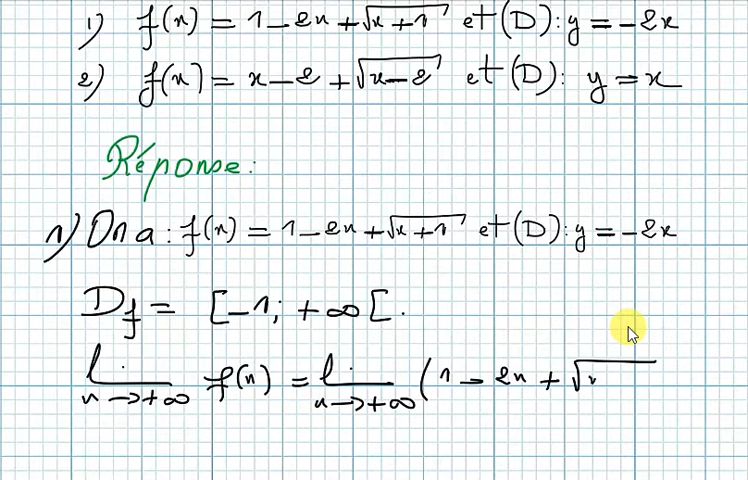 1) f(x) = 1 - 2x + √(x+1) et (D): y = -2x
2) f(x) = x - 2 + √(x-2) et (D): y = x
Réponse:
1) On a: f(x) = 1 - 2x + √(x+1) et (D): y = -2x
Df = [-1; +∞[.
lim x→+∞ f(x) = lim x→+∞ (1 - 2x + √x